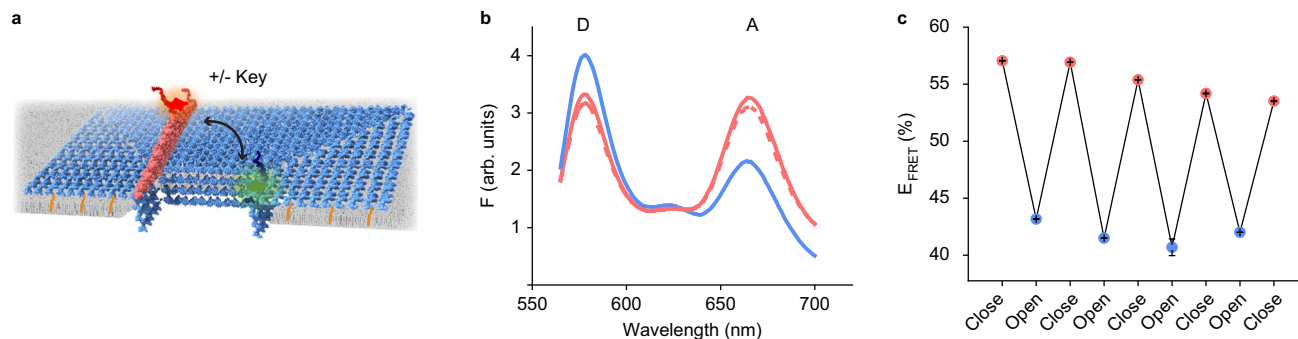 a
+/- Key
b
D
A
F (arb. units)
4
3
2
1
550
600
650
700
Wavelength (nm)
c
E_FRET (%)
60
55
50
45
40
Close
Open
Close
Open
Close
Open
Close
Open
Close